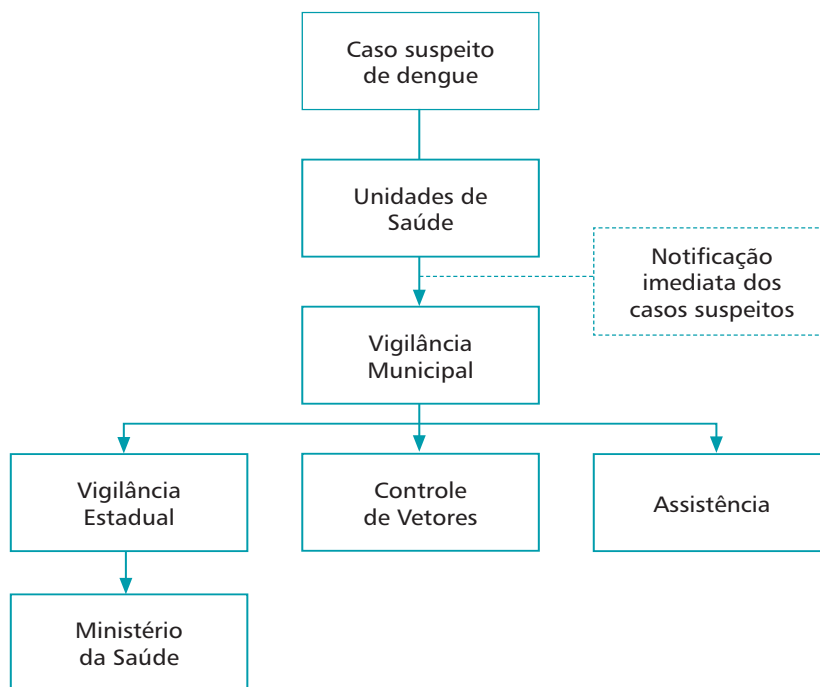 Caso suspeito
de dengue
Unidades de
Saúde
Notificação
imediata dos
casos suspeitos
Vigilância
Municipal
Vigilância
Estadual
Controle
de Vetores
Assistência
Ministério
da Saúde